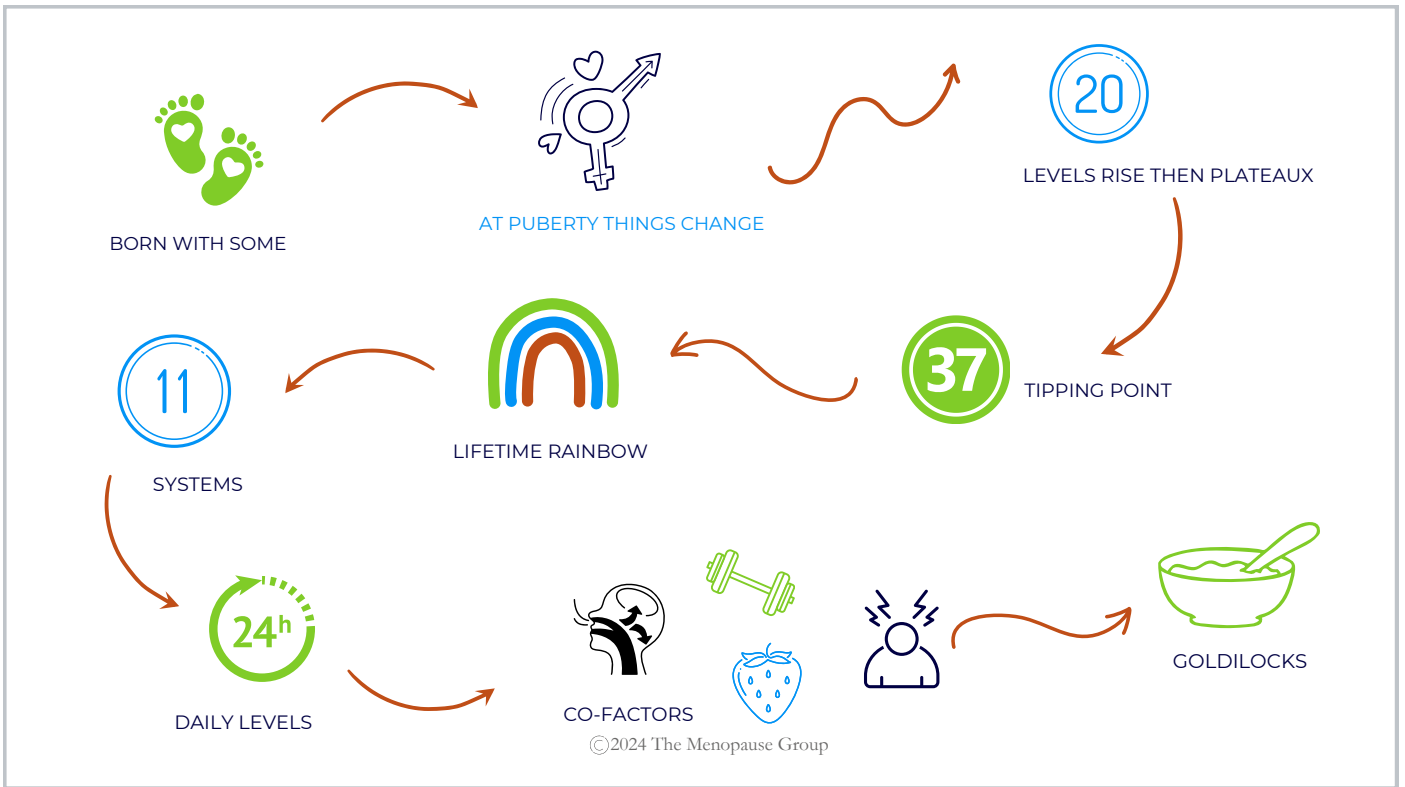 BORN WITH SOME
AT PUBERTY THINGS CHANGE
20
LEVELS RISE THEN PLATEAUX
37
TIPPING POINT
LIFETIME RAINBOW
11
SYSTEMS
24h
DAILY LEVELS
CO-FACTORS
GOLDILOCKS
©2024 The Menopause Group